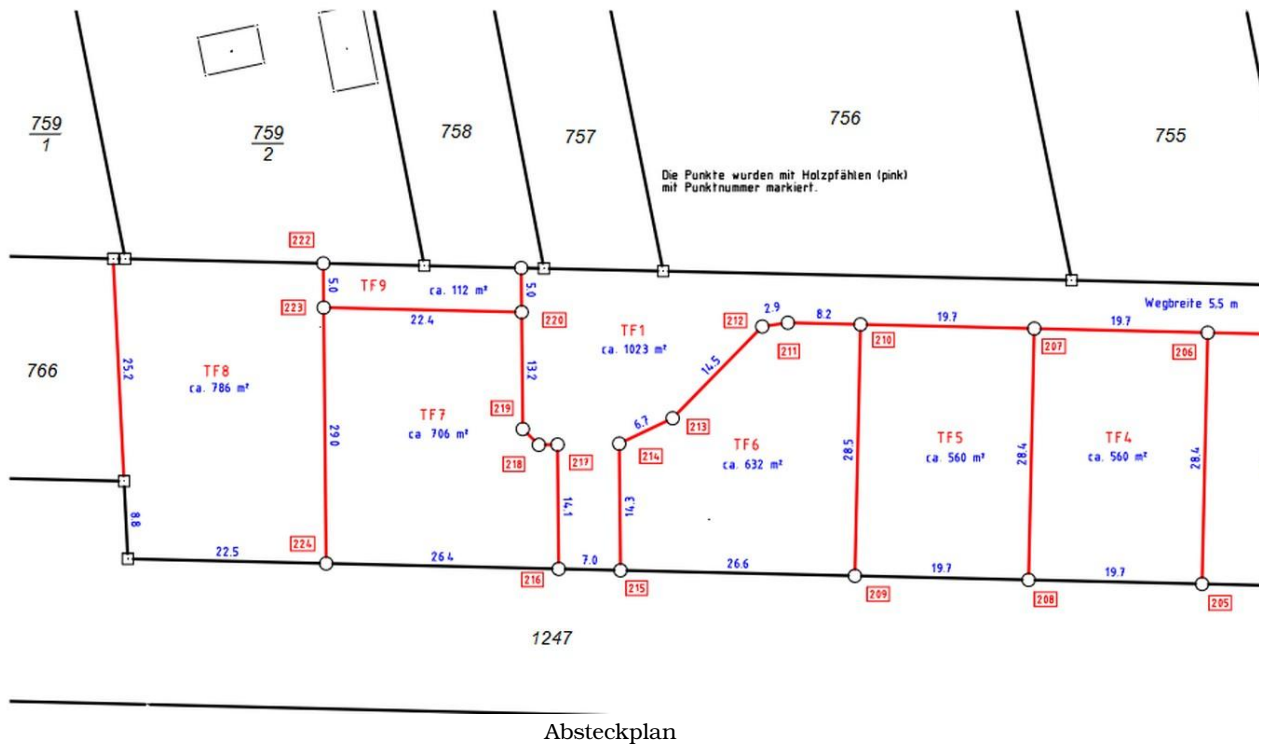 759
1
759
2
758
757
756
755
Die Punkte wurden mit Holzpfählen (pink)
mit Punktnummer markiert.
222
5.0
TF9
ca. 112 m²
5.0
Wegbreite 5,5 m
223
22.4
220
TF1
ca. 1023 m²
212
2.9
211
8.2
210
19.7
207
19.7
206
766
25.2
TF8
ca. 786 m²
13.2
14.5
219
TF7
ca 706 m²
218
217
6.7
213
214
TF6
ca. 632 m²
28.5
TF5
ca. 560 m²
28.4
TF4
ca. 560 m²
28.4
29.0
8.8
14.1
14.3
224
22.5
26.4
216
7.0
215
26.6
209
19.7
208
19.7
205
1247
Absteckplan